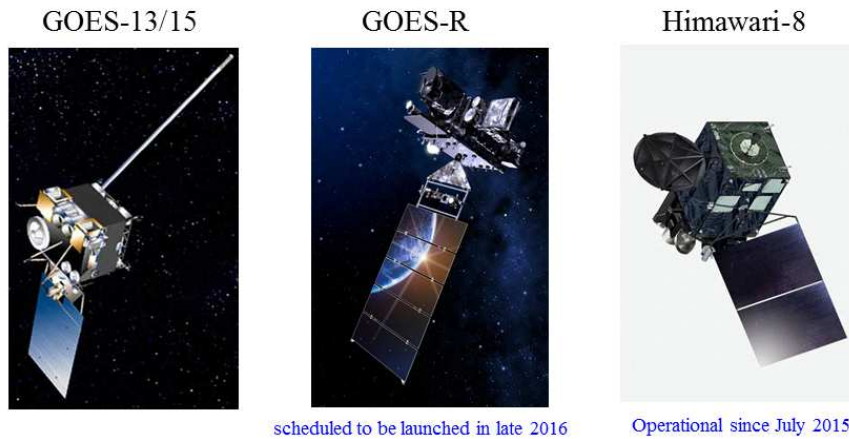 GOES-13/15
GOES-R
Himawari-8
scheduled to be launched in late 2016
Operational since July 2015